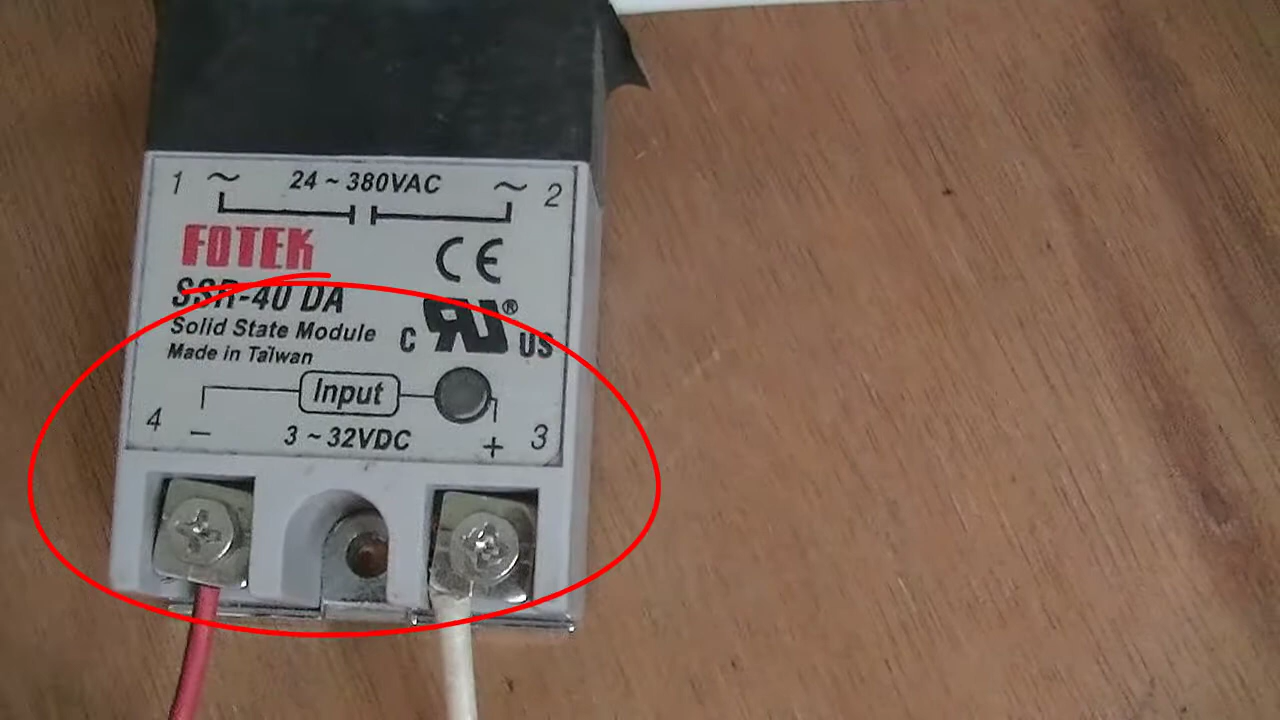 1 ~ 24 ~ 380VAC ~ 2
FOTEK
CE
SSR-40 DA
Solid State Module
Made in Taiwan
C RU® US
Input
4 − 3 ~ 32VDC + 3